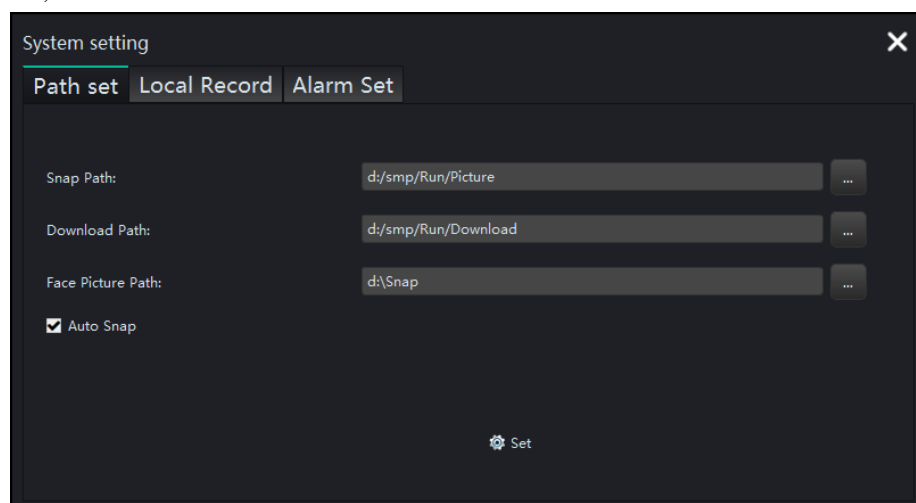 System setting
Path set Local Record Alarm Set
Snap Path: d:/smp/Run/Picture ...
Download Path: d:/smp/Run/Download ...
Face Picture Path: d:\Snap ...
Auto Snap
Set